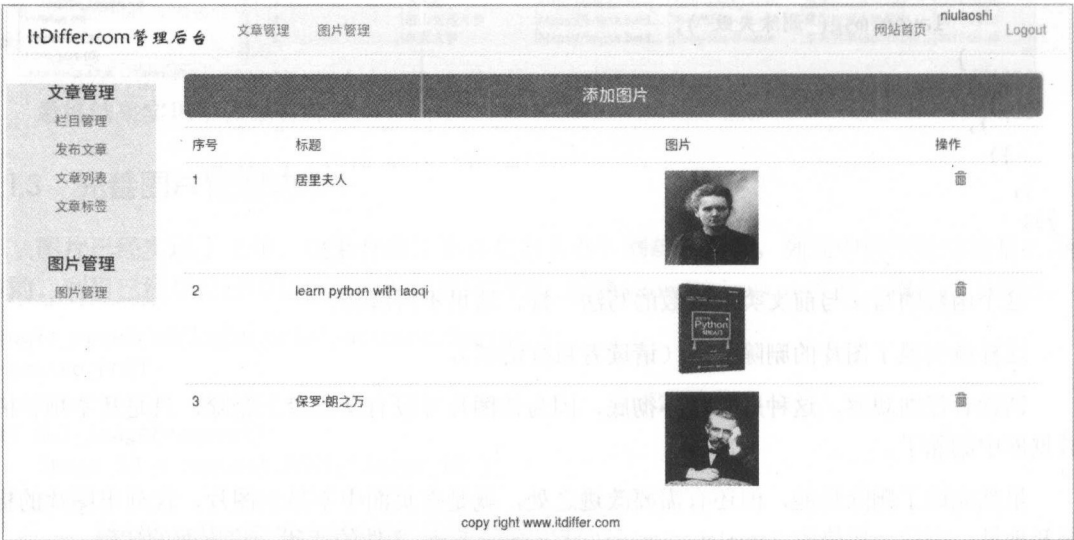 niulaoshi
ItDiffer.com管理后台 文章管理 图片管理 网站首页 Logout
文章管理
栏目管理
发布文章
文章列表
文章标签
图片管理
图片管理
添加图片
序号 标题 图片 操作
1 居里夫人
2 learn python with laoqi
Python
3 保罗-朗之万
copy right www.itdiffer.com